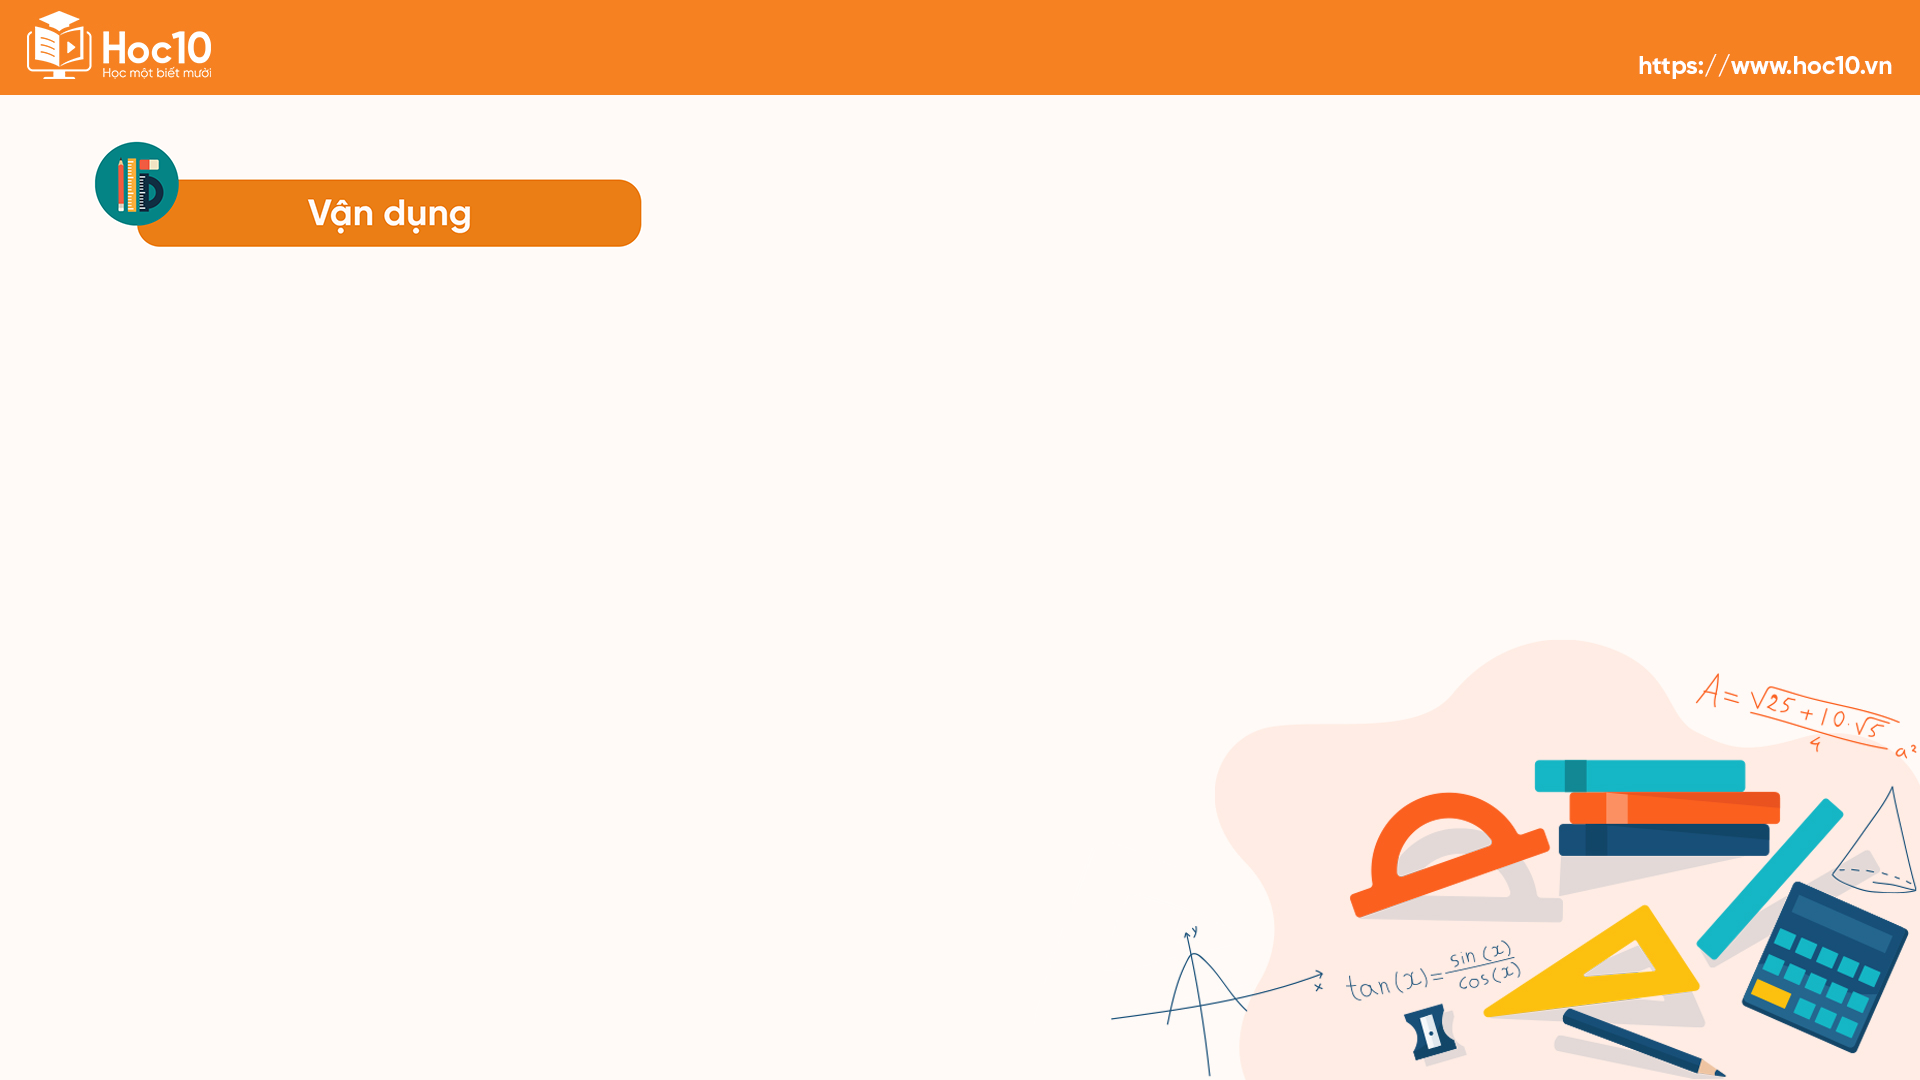 Hoc10
Học một biết mười
https://www.hoc10.vn
Vận dụng
A = √25 + 10.√5
4
a²
y
x
tan(x) = sin(x)
cos(x)